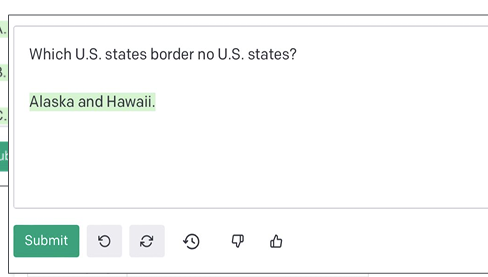 Which U.S. states border no U.S. states?
Alaska and Hawaii.
Submit